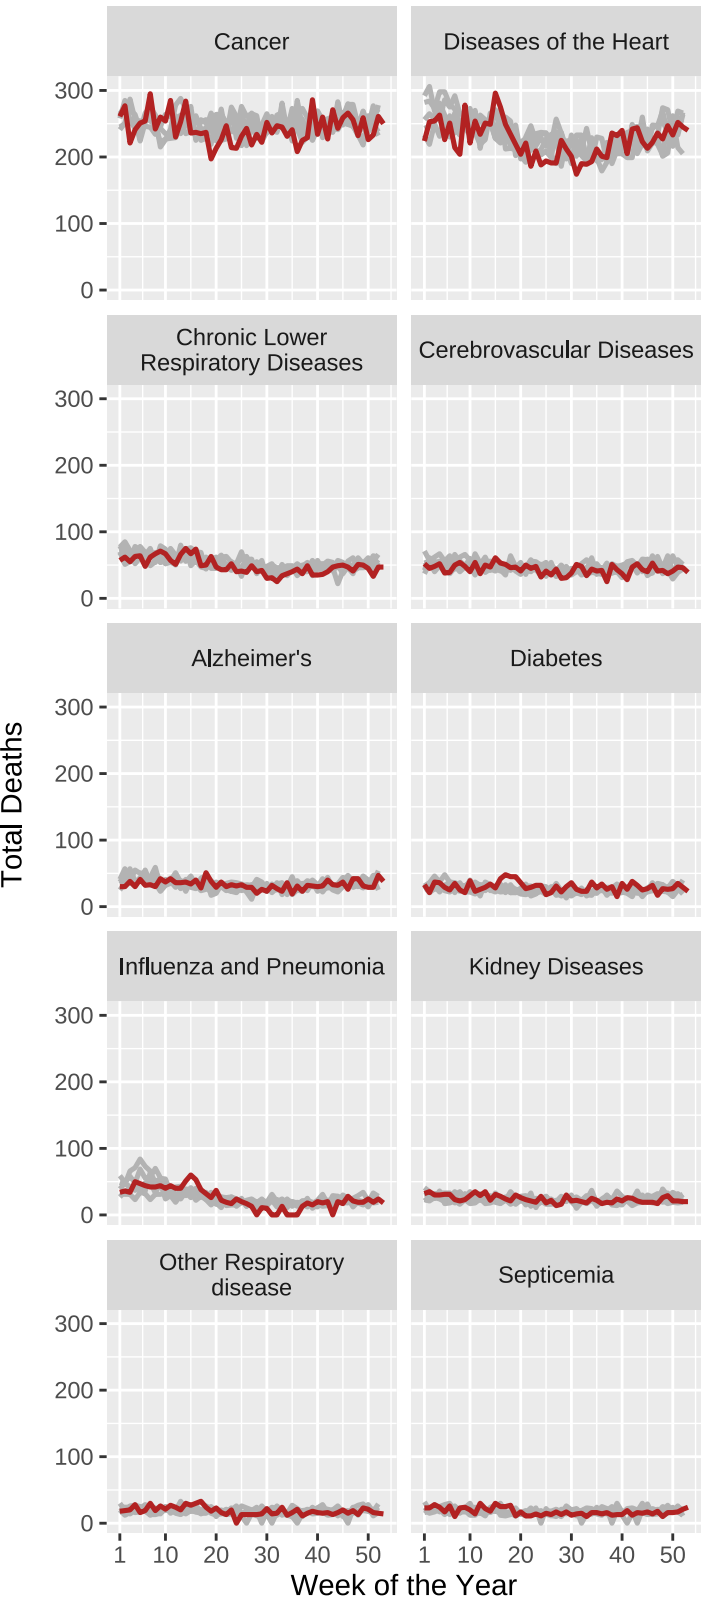 Cancer
Diseases of the Heart
300
200
100
0
Chronic Lower
Respiratory Diseases
Cerebrovascular Diseases
300
200
100
0
Alzheimer's
Diabetes
300
200
100
0
Influenza and Pneumonia
Kidney Diseases
300
200
100
0
Other Respiratory
disease
Septicemia
300
200
100
0
1 10 20 30 40 50
1 10 20 30 40 50
Week of the Year
Total Deaths